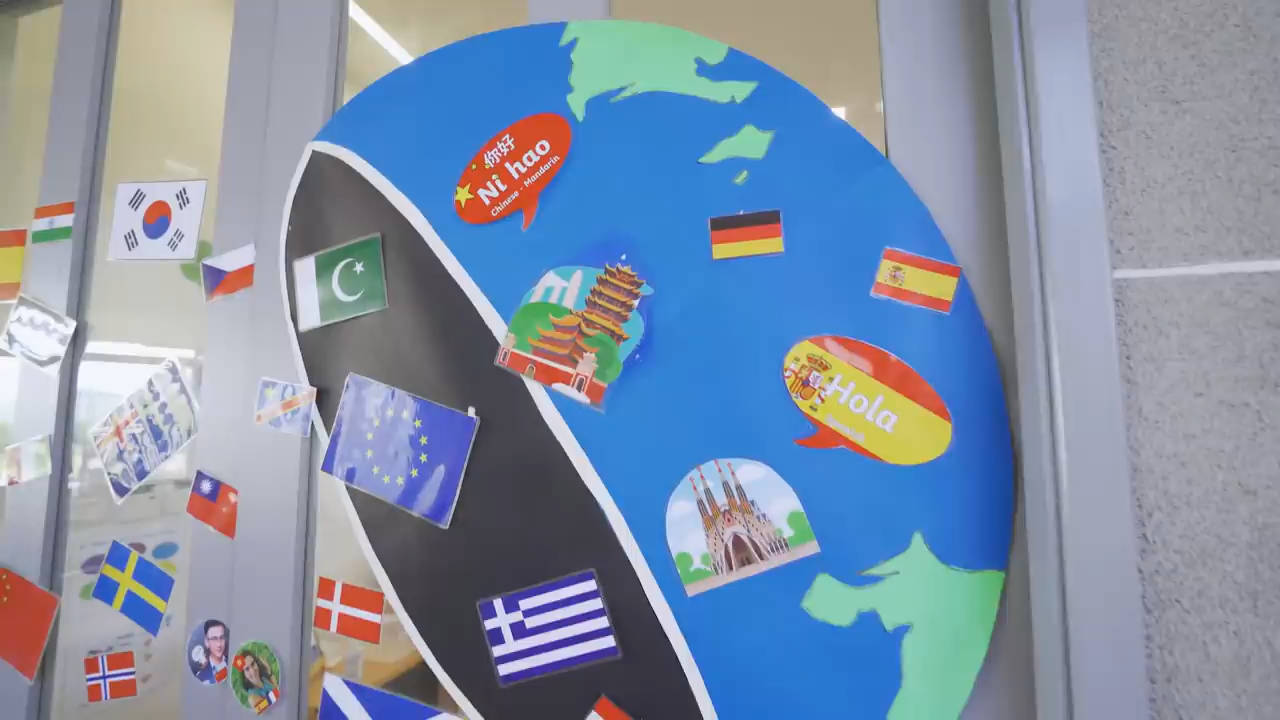 你好
Ni hao
Chinese - Mandarin
Hola